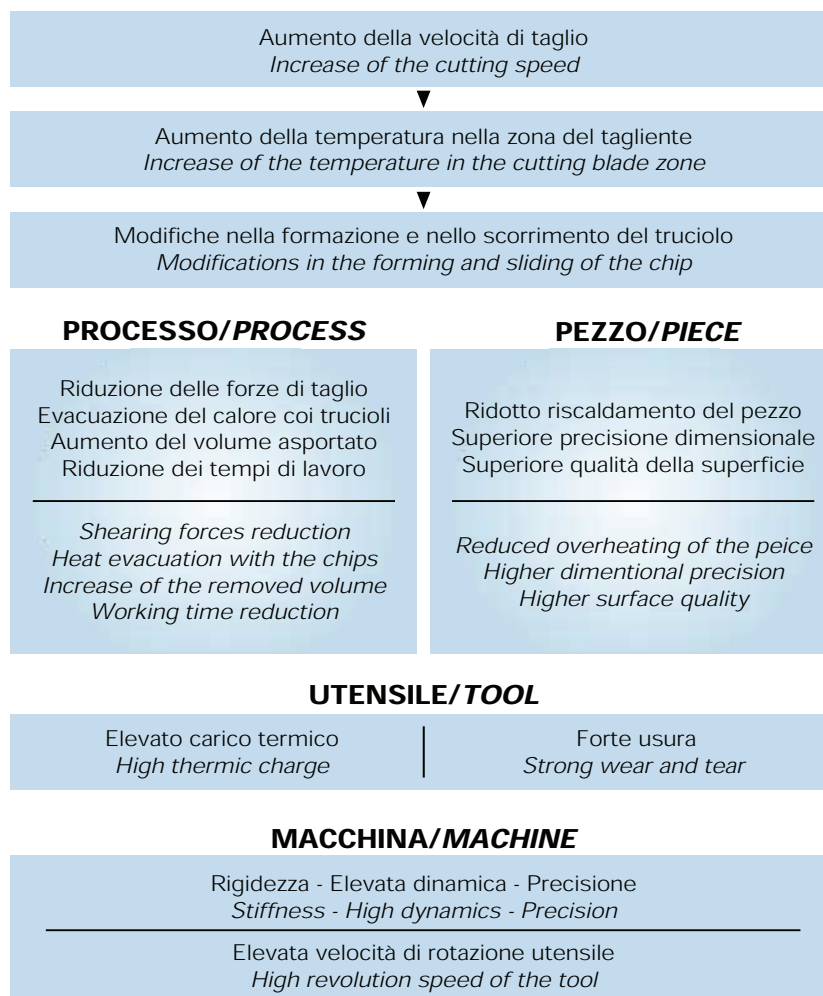 Aumento della velocità di taglio
Increase of the cutting speed
Aumento della temperatura nella zona del tagliente
Increase of the temperature in the cutting blade zone
Modifiche nella formazione e nello scorrimento del truciolo
Modifications in the forming and sliding of the chip
PROCESSO/PROCESS
Riduzione delle forze di taglio
Evacuazione del calore coi trucioli
Aumento del volume asportato
Riduzione dei tempi di lavoro
Shearing forces reduction
Heat evacuation with the chips
Increase of the removed volume
Working time reduction
PEZZO/PIECE
Ridotto riscaldamento del pezzo
Superiore precisione dimensionale
Superiore qualità della superficie
Reduced overheating of the peice
Higher dimentional precision
Higher surface quality
UTENSILE/TOOL
Elevato carico termico
High thermic charge
Forte usura
Strong wear and tear
MACCHINA/MACHINE
Rigidezza - Elevata dinamica - Precisione
Stiffness - High dynamics - Precision
Elevata velocità di rotazione utensile
High revolution speed of the tool